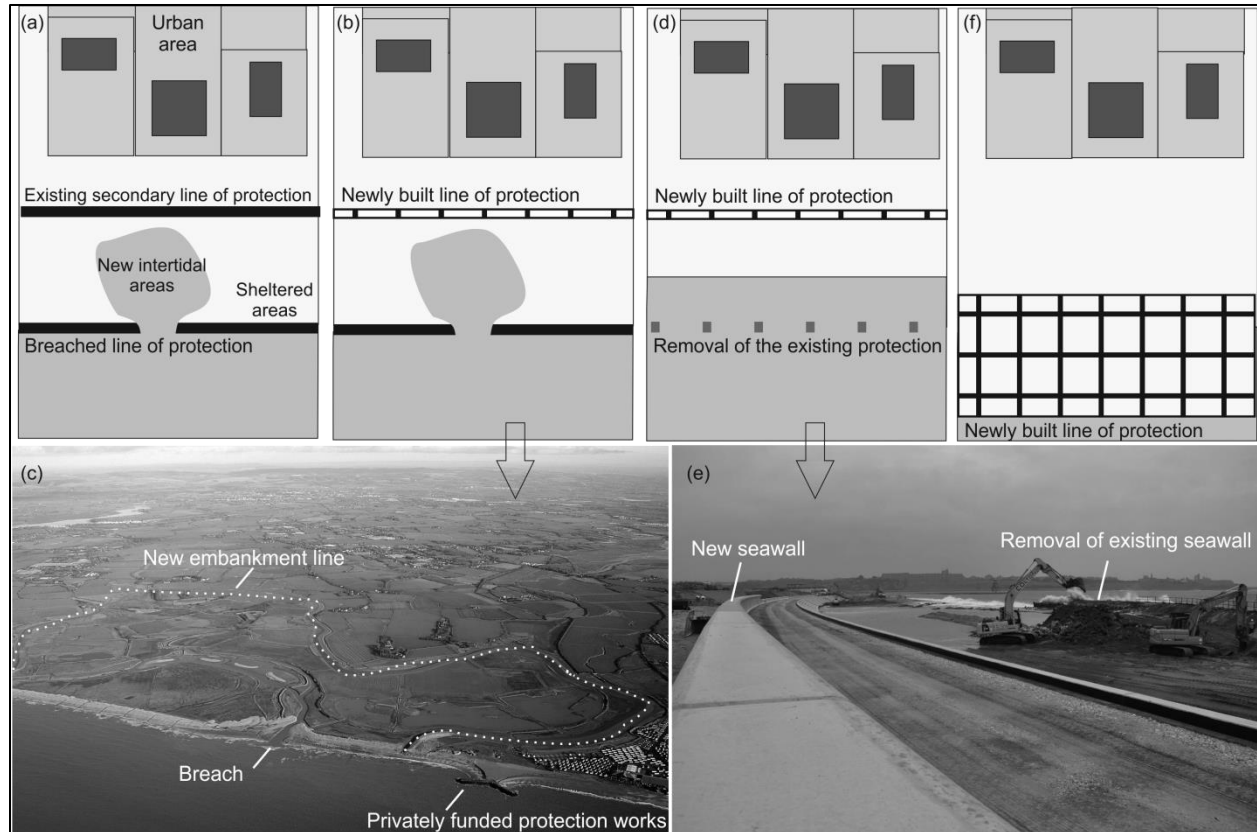 (a)
Urban
area
Existing secondary line of protection
New intertidal
areas
Sheltered
areas
Breached line of protection
(b)
Newly built line of protection
(d)
Newly built line of protection
Removal of the existing protection
(f)
Newly built line of protection
(c)
New embankment line
Breach
Privately funded protection works
(e)
New seawall
Removal of existing seawall